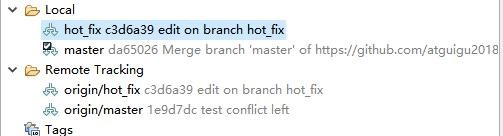 Local
hot_fix c3d6a39 edit on branch hot_fix
master da65026 Merge branch 'master' of https://github.com/atguigu2018
Remote Tracking
origin/hot_fix c3d6a39 edit on branch hot_fix
origin/master 1e9d7dc test conflict left
Tags